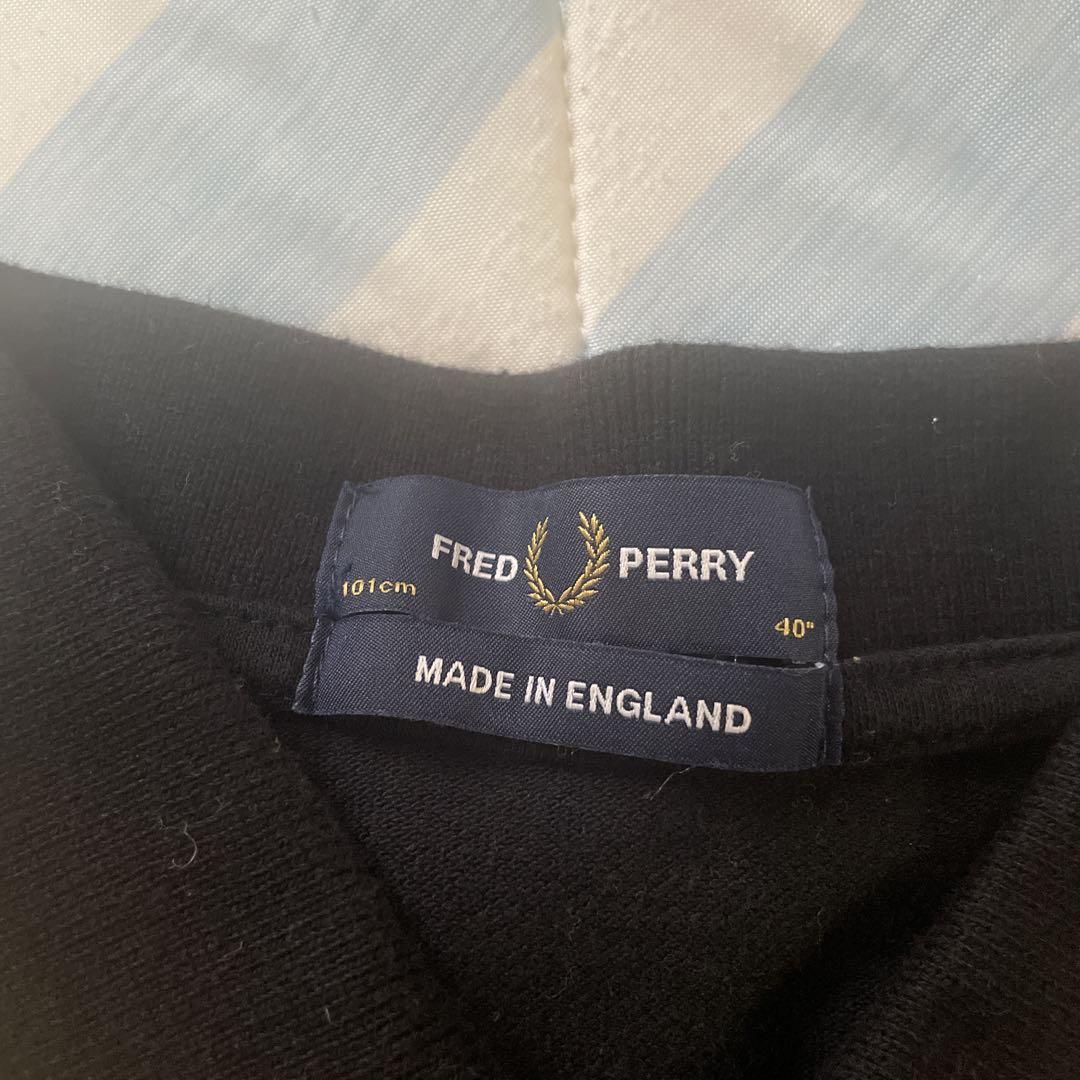 FRED PERRY
101cm
40"
MADE IN ENGLAND